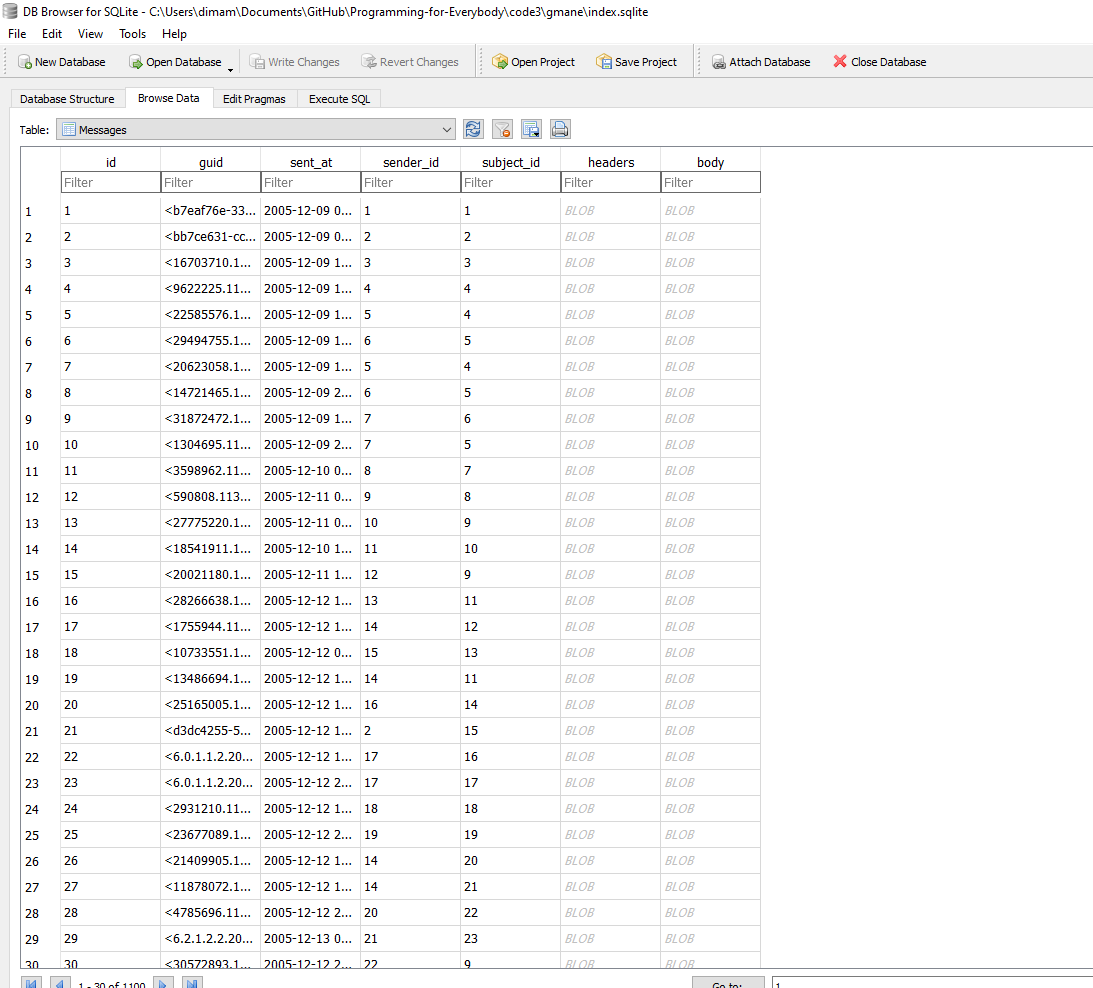 DB Browser for SQLite - C:\Users\dimam\Documents\GitHub\Programming-for-Everybody\code3\gmane\index.sqlite
File Edit View Tools Help
New Database Open Database Write Changes Revert Changes Open Project Save Project Attach Database Close Database
Database Structure Browse Data Edit Pragmas Execute SQL
Table: Messages
id guid sent_at sender_id subject_id headers body
Filter Filter Filter Filter Filter Filter Filter
1 1 <b7eaf76e-33... 2005-12-09 0... 1 1 BLOB BLOB
2 2 <bb7ce631-cc... 2005-12-09 0... 2 2 BLOB BLOB
3 3 <16703710.1... 2005-12-09 1... 3 3 BLOB BLOB
4 4 <9622225.11... 2005-12-09 1... 4 4 BLOB BLOB
5 5 <22585576.1... 2005-12-09 1... 5 4 BLOB BLOB
6 6 <29494755.1... 2005-12-09 1... 6 5 BLOB BLOB
7 7 <20623058.1... 2005-12-09 1... 5 4 BLOB BLOB
8 8 <14721465.1... 2005-12-09 2... 6 5 BLOB BLOB
9 9 <31872472.1... 2005-12-09 1... 7 6 BLOB BLOB
10 10 <1304695.11... 2005-12-09 2... 7 5 BLOB BLOB
11 11 <3598962.11... 2005-12-10 0... 8 7 BLOB BLOB
12 12 <590808.113... 2005-12-11 0... 9 8 BLOB BLOB
13 13 <27775220.1... 2005-12-11 0... 10 9 BLOB BLOB
14 14 <18541911.1... 2005-12-10 1... 11 10 BLOB BLOB
15 15 <20021180.1... 2005-12-11 1... 12 9 BLOB BLOB
16 16 <28266638.1... 2005-12-12 1... 13 11 BLOB BLOB
17 17 <1755944.11... 2005-12-12 1... 14 12 BLOB BLOB
18 18 <10733551.1... 2005-12-12 0... 15 13 BLOB BLOB
19 19 <13486694.1... 2005-12-12 1... 14 11 BLOB BLOB
20 20 <25165005.1... 2005-12-12 1... 16 14 BLOB BLOB
21 21 <d3dc4255-5... 2005-12-12 1... 2 15 BLOB BLOB
22 22 <6.0.1.1.2.20... 2005-12-12 1... 17 16 BLOB BLOB
23 23 <6.0.1.1.2.20... 2005-12-12 2... 17 17 BLOB BLOB
24 24 <2931210.11... 2005-12-12 1... 18 18 BLOB BLOB
25 25 <23677089.1... 2005-12-12 2... 19 19 BLOB BLOB
26 26 <21409905.1... 2005-12-12 1... 14 20 BLOB BLOB
27 27 <11878072.1... 2005-12-12 1... 14 21 BLOB BLOB
28 28 <4785696.11... 2005-12-12 2... 20 22 BLOB BLOB
29 29 <6.2.1.2.2.20... 2005-12-13 0... 21 23 BLOB BLOB
30 30 <30572893.1... 2005-12-12 2... 22 9 BLOB BLOB
1 - 30 of 1100 Go to: 1